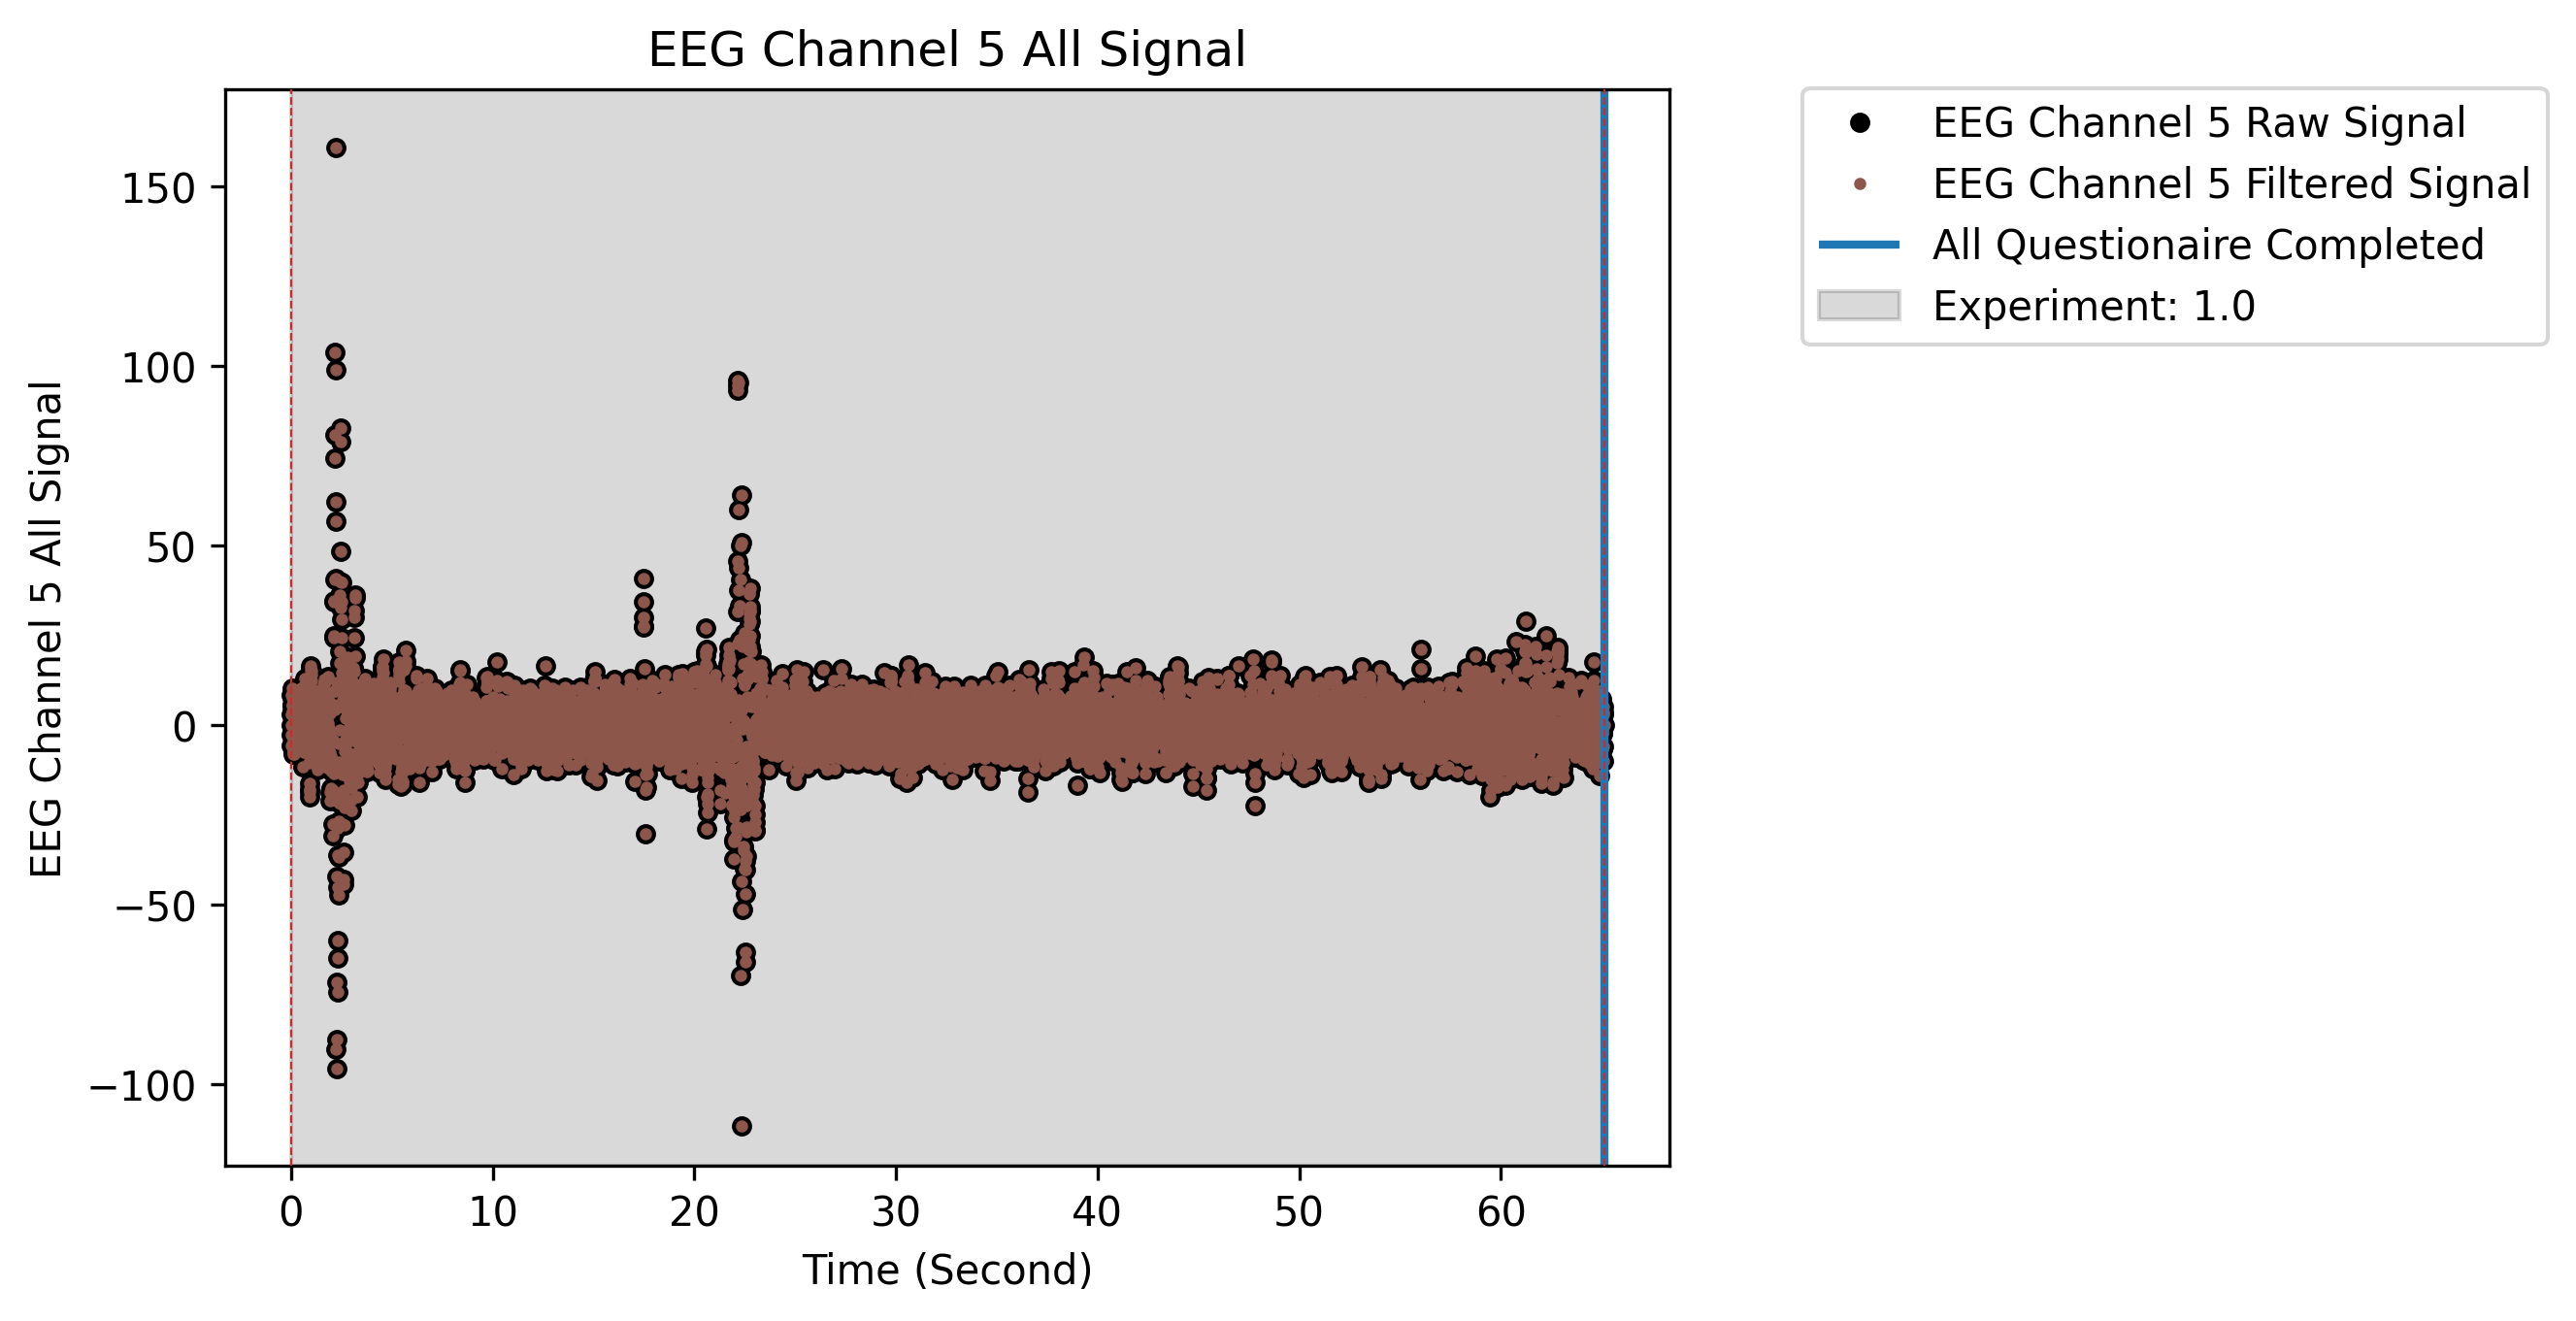 EEG Channel 5 All Signal
EEG Channel 5 Raw Signal
EEG Channel 5 Filtered Signal
All Questionaire Completed
Experiment: 1.0
EEG Channel 5 All Signal
150
100
50
0
−50
−100
0 10 20 30 40 50 60
Time (Second)